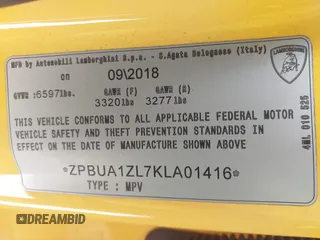 MFG by Automobili Lamborghini S.p.a. - S.Agata Bolognese (Italy)
on 09\2018
GVWR :6597lbs GAWR (F) 3320lbs GAWR (R) 3277lbs
THIS VEHICLE CONFORMS TO ALL APPLICABLE FEDERAL MOTOR
VEHICLE SAFETY AND THEFT PREVENTION STANDARDS IN
EFFECT ON THE DATE OF MANUFACTURE SHOWN ABOVE
*ZPBUA1ZL7KLA01416*
TYPE : MPV
LAMBORGHINI
4ML 010 525
DREAMBID